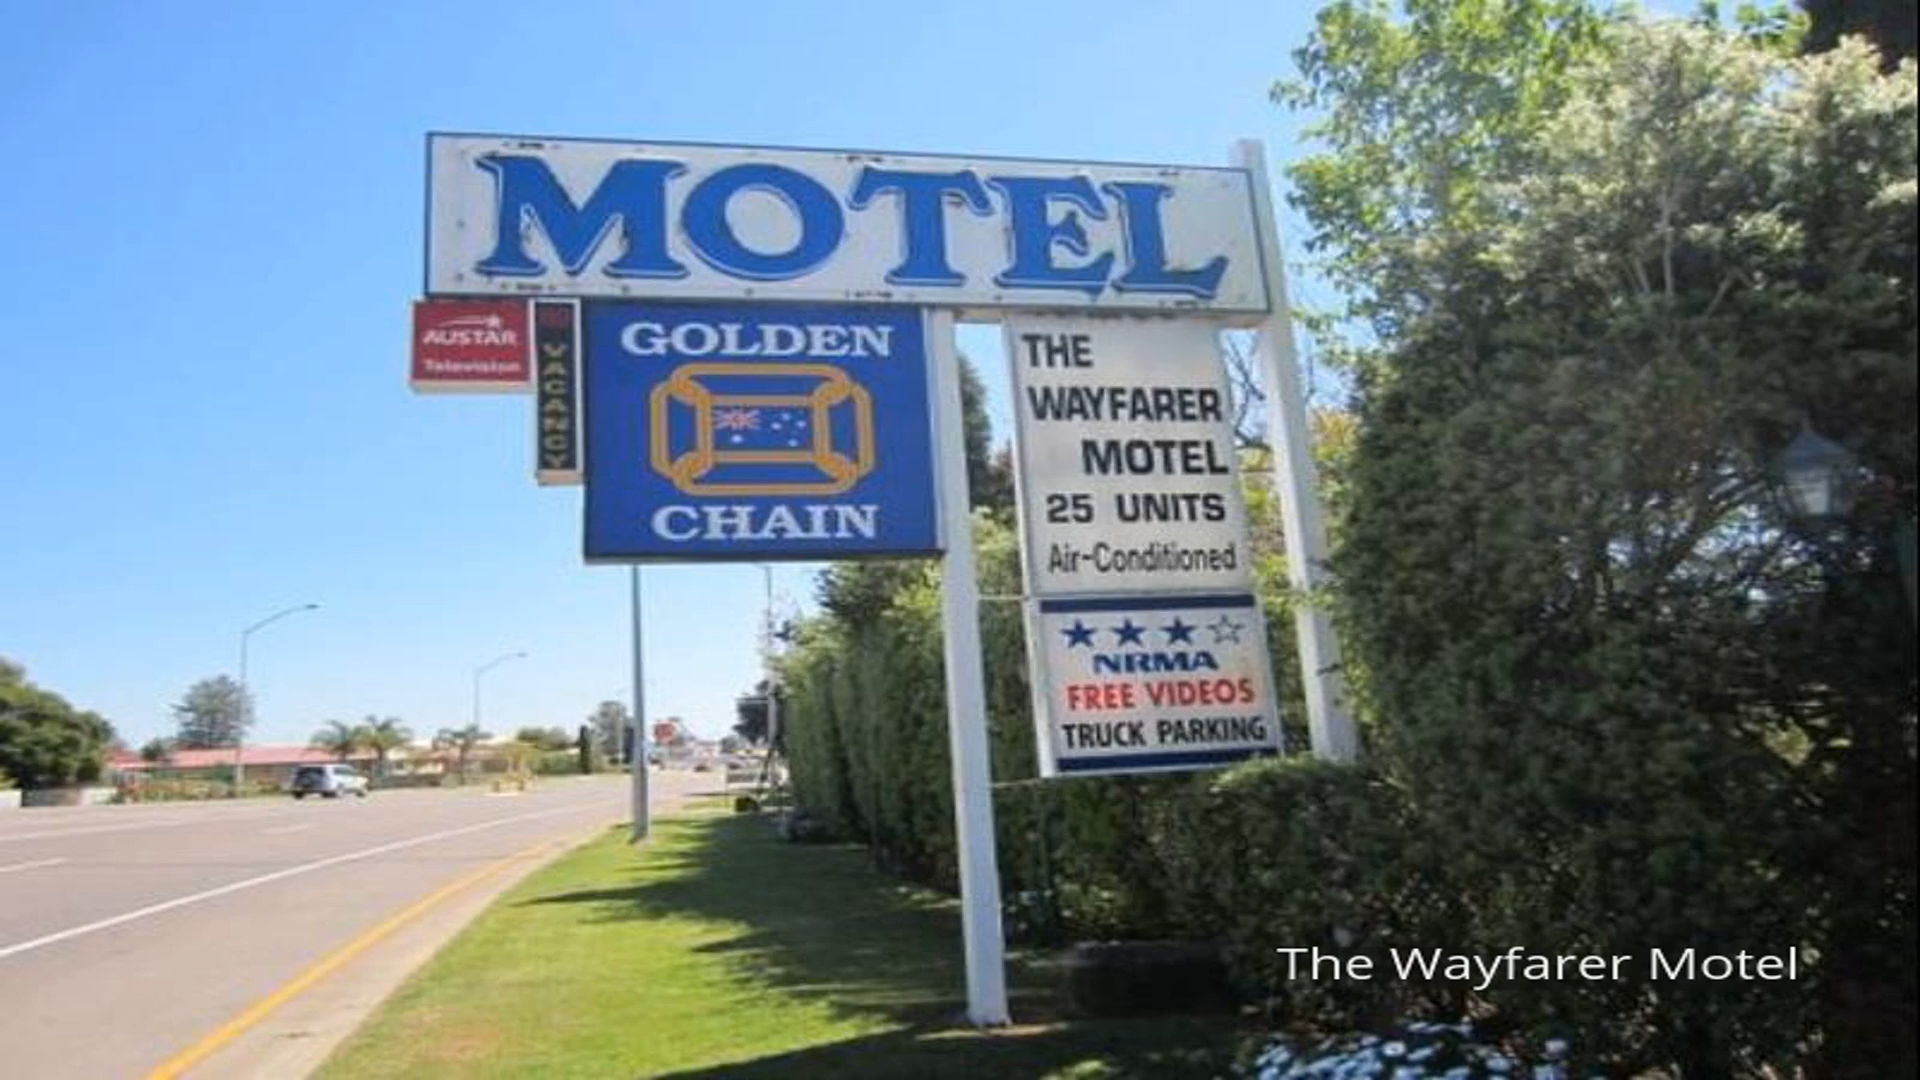 MOTEL
AUSTAR
Television
NO
VACANCY
GOLDEN
CHAIN
THE
WAYFARER
MOTEL
25 UNITS
Air-Conditioned
NRMA
FREE VIDEOS
TRUCK PARKING
The Wayfarer Motel